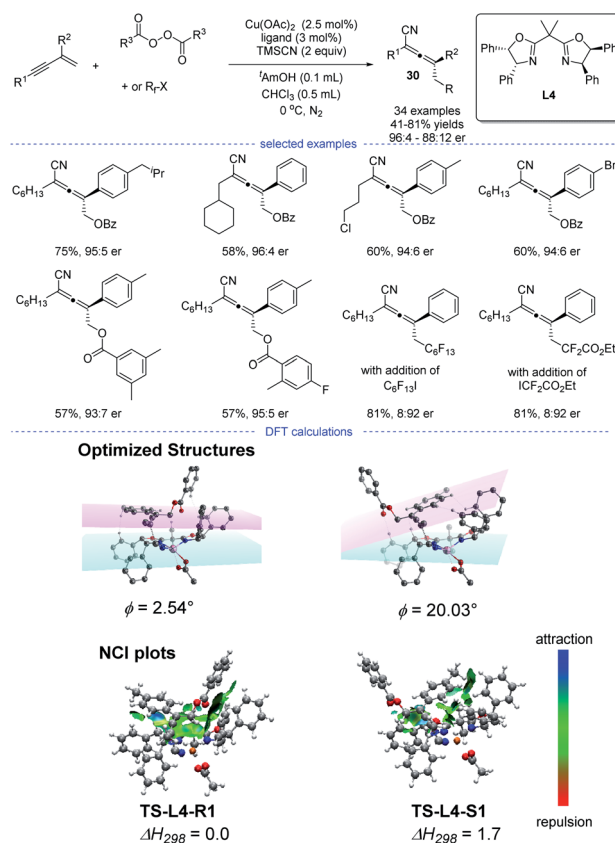 R¹
R²
+
R³
O
O
O
O
R³
+ or Rf-X
Cu(OAc)₂ (2.5 mol%)
ligand (3 mol%)
TMSCN (2 equiv)
ᵗAmOH (0.1 mL)
CHCl₃ (0.5 mL)
0 °C, N₂
CN
R¹
R²
30
R
34 examples
41-81% yields
96:4 - 88:12 er
O
O
Ph
Ph
N
N
Ph
Ph
L4
selected examples
CN
C₆H₁₃
ⁱPr
OBz
75%, 95:5 er
CN
OBz
58%, 96:4 er
CN
Cl
OBz
60%, 94:6 er
CN
C₆H₁₃
Br
OBz
60%, 94:6 er
CN
C₆H₁₃
O
O
57%, 93:7 er
CN
C₆H₁₃
O
O
F
57%, 95:5 er
CN
C₆H₁₃
C₆F₁₃
with addition of
C₆F₁₃I
81%, 8:92 er
CN
C₆H₁₃
CF₂CO₂Et
with addition of
ICF₂CO₂Et
81%, 8:92 er
DFT calculations
Optimized Structures
ϕ = 2.54°
ϕ = 20.03°
NCI plots
attraction
repulsion
TS-L4-R1
ΔH₂₉₈ = 0.0
TS-L4-S1
ΔH₂₉₈ = 1.7